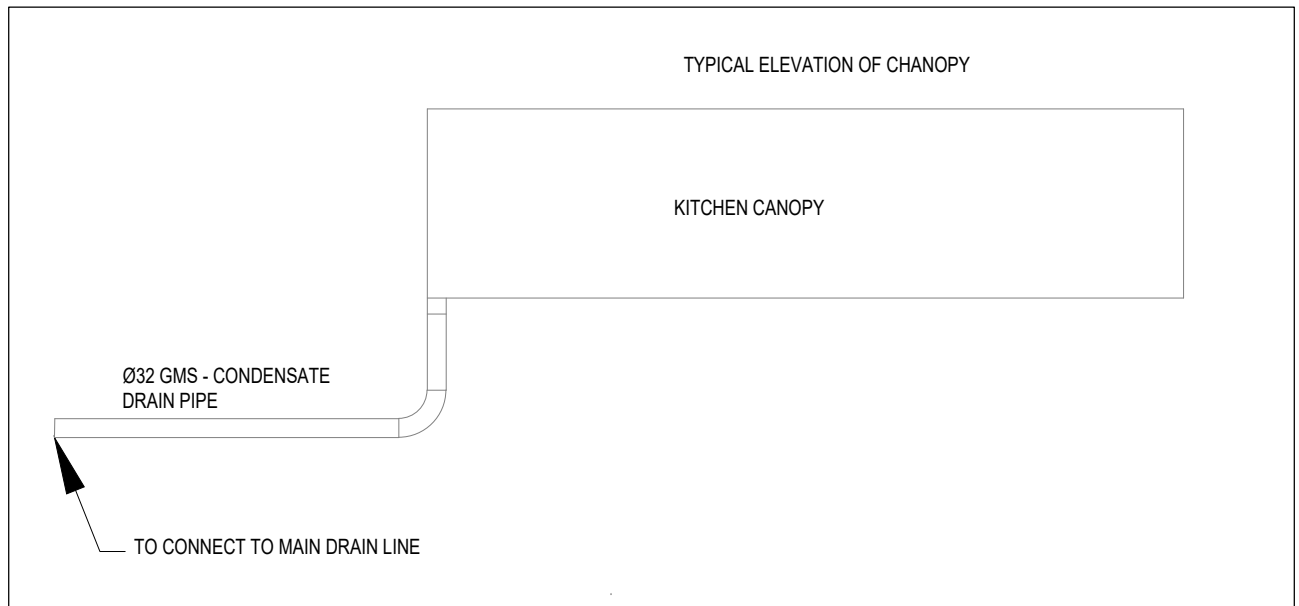 TYPICAL ELEVATION OF CHANOPY
KITCHEN CANOPY
Ø32 GMS - CONDENSATE
DRAIN PIPE
TO CONNECT TO MAIN DRAIN LINE